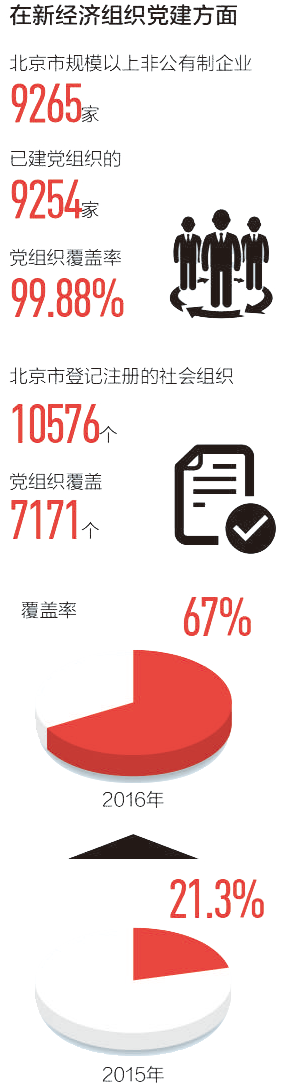 在新经济组织党建方面
北京市规模以上非公有制企业
9265家
已建党组织的
9254家
党组织覆盖率
99.88%
北京市登记注册的社会组织
10576个
党组织覆盖
7171个
覆盖率
67%
2016年
21.3%
2015年